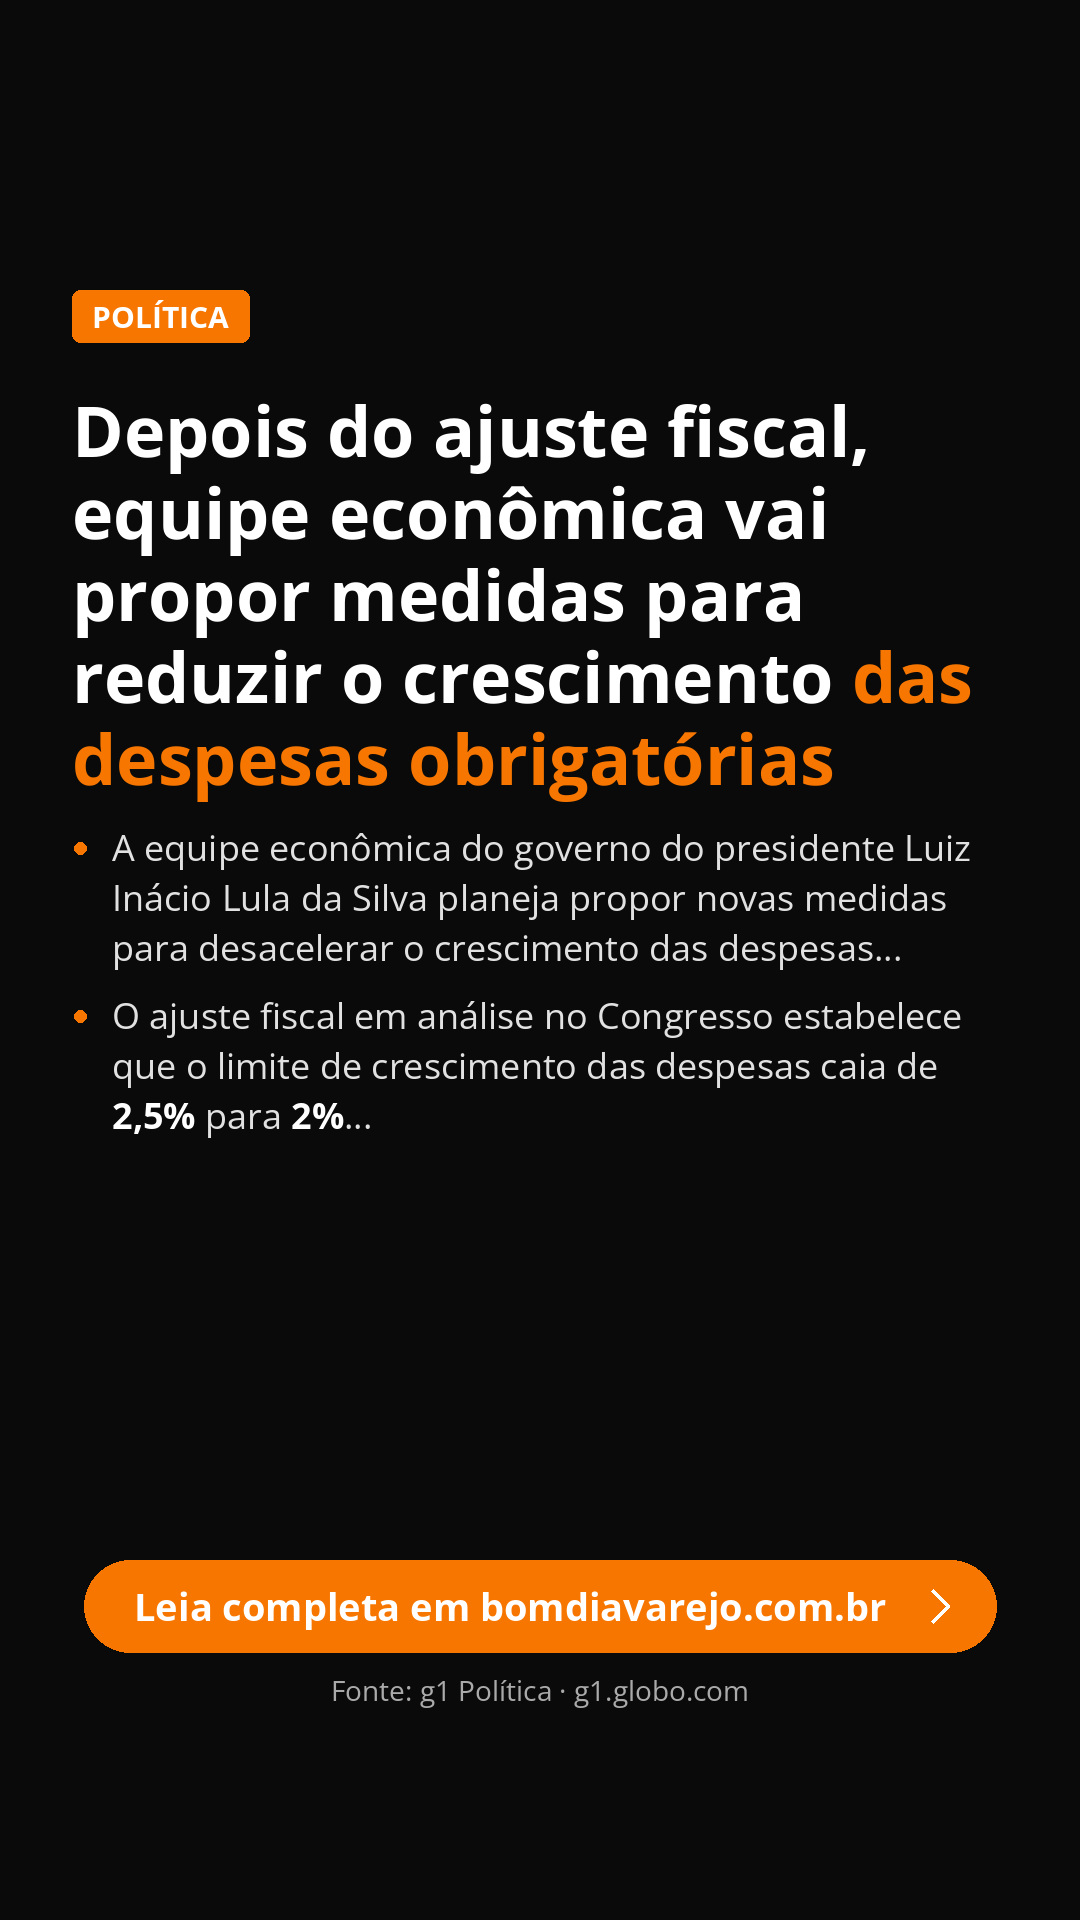 POLÍTICA
Depois do ajuste fiscal,
equipe econômica vai
propor medidas para
reduzir o crescimento das
despesas obrigatórias
A equipe econômica do governo do presidente Luiz
Inácio Lula da Silva planeja propor novas medidas
para desacelerar o crescimento das despesas...
O ajuste fiscal em análise no Congresso estabelece
que o limite de crescimento das despesas caia de
2,5% para 2%...
Leia completa em bomdiavarejo.com.br
Fonte: g1 Política · g1.globo.com